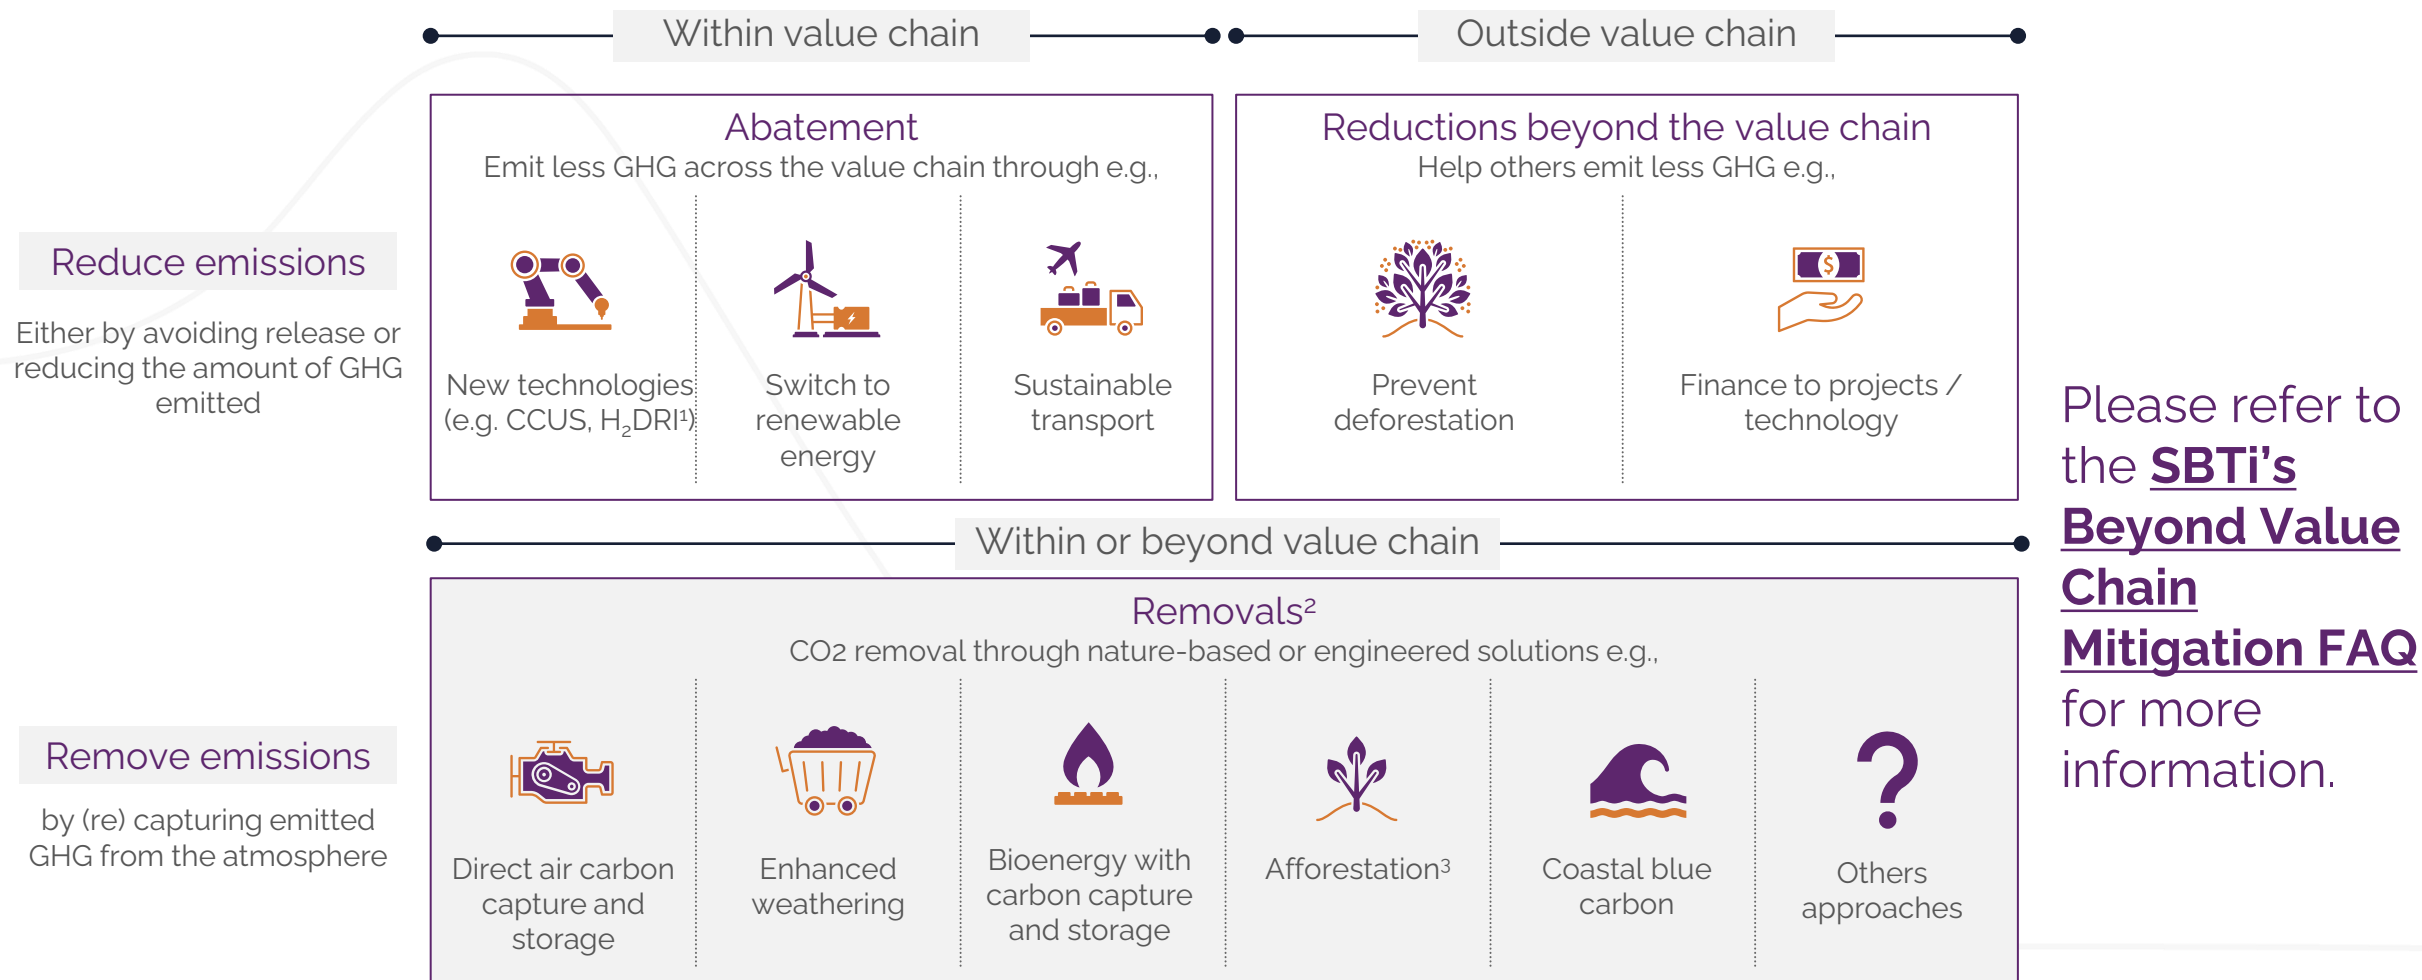 Within value chain
Outside value chain
Abatement
Emit less GHG across the value chain through e.g.,
New technologies
(e.g. CCUS, H₂DRI¹)
Switch to
renewable
energy
Sustainable
transport
Reductions beyond the value chain
Help others emit less GHG e.g.,
$
Prevent
deforestation
Finance to projects /
technology
Reduce emissions
Either by avoiding release or
reducing the amount of GHG
emitted
Within or beyond value chain
Removals²
CO2 removal through nature-based or engineered solutions e.g.,
Remove emissions
by (re) capturing emitted
GHG from the atmosphere
Direct air carbon
capture and
storage
Enhanced
weathering
Bioenergy with
carbon capture
and storage
Afforestation³
Coastal blue
carbon
?
Others
approaches
Please refer to
the SBTi’s
Beyond Value
Chain
Mitigation FAQ
for more
information.